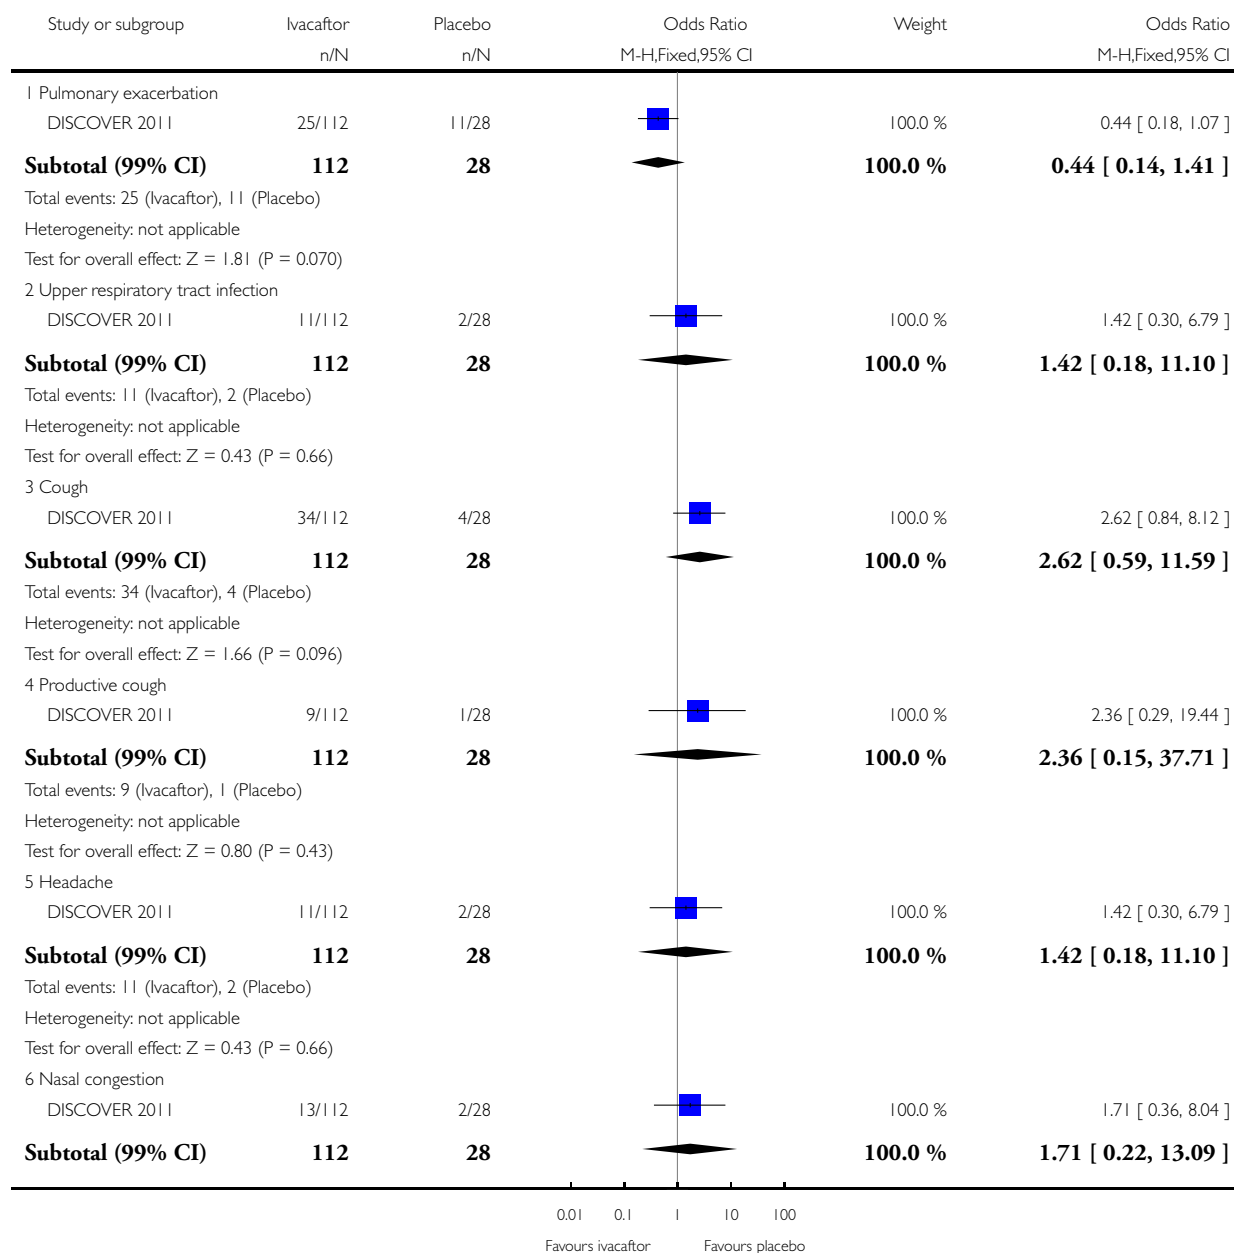 Study or subgroup Ivacaftor Placebo Odds Ratio Weight Odds Ratio
n/N n/N M-H,Fixed,95% CI M-H,Fixed,95% CI
1 Pulmonary exacerbation
DISCOVER 2011 25/112 11/28 100.0 % 0.44 [ 0.18, 1.07 ]
Subtotal (99% CI) 112 28 100.0 % 0.44 [ 0.14, 1.41 ]
Total events: 25 (Ivacaftor), 11 (Placebo)
Heterogeneity: not applicable
Test for overall effect: Z = 1.81 (P = 0.070)
2 Upper respiratory tract infection
DISCOVER 2011 11/112 2/28 100.0 % 1.42 [ 0.30, 6.79 ]
Subtotal (99% CI) 112 28 100.0 % 1.42 [ 0.18, 11.10 ]
Total events: 11 (Ivacaftor), 2 (Placebo)
Heterogeneity: not applicable
Test for overall effect: Z = 0.43 (P = 0.66)
3 Cough
DISCOVER 2011 34/112 4/28 100.0 % 2.62 [ 0.84, 8.12 ]
Subtotal (99% CI) 112 28 100.0 % 2.62 [ 0.59, 11.59 ]
Total events: 34 (Ivacaftor), 4 (Placebo)
Heterogeneity: not applicable
Test for overall effect: Z = 1.66 (P = 0.096)
4 Productive cough
DISCOVER 2011 9/112 1/28 100.0 % 2.36 [ 0.29, 19.44 ]
Subtotal (99% CI) 112 28 100.0 % 2.36 [ 0.15, 37.71 ]
Total events: 9 (Ivacaftor), 1 (Placebo)
Heterogeneity: not applicable
Test for overall effect: Z = 0.80 (P = 0.43)
5 Headache
DISCOVER 2011 11/112 2/28 100.0 % 1.42 [ 0.30, 6.79 ]
Subtotal (99% CI) 112 28 100.0 % 1.42 [ 0.18, 11.10 ]
Total events: 11 (Ivacaftor), 2 (Placebo)
Heterogeneity: not applicable
Test for overall effect: Z = 0.43 (P = 0.66)
6 Nasal congestion
DISCOVER 2011 13/112 2/28 100.0 % 1.71 [ 0.36, 8.04 ]
Subtotal (99% CI) 112 28 100.0 % 1.71 [ 0.22, 13.09 ]
0.01 0.1 1 10 100
Favours ivacaftor Favours placebo